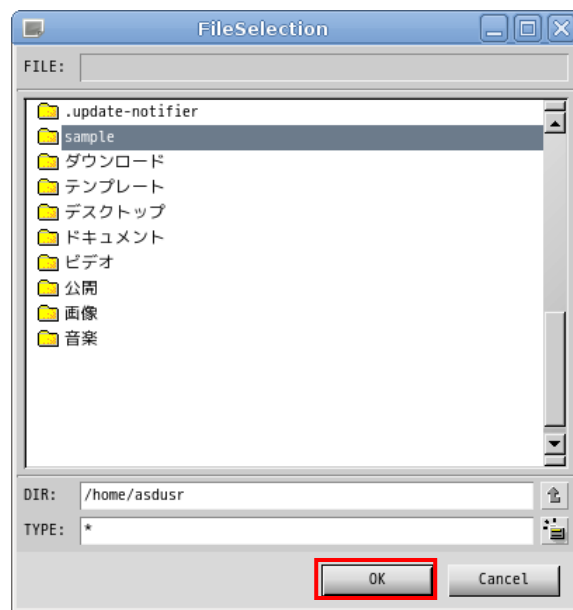 FileSelection
FILE:
.update-notifier
sample
ダウンロード
テンプレート
デスクトップ
ドキュメント
ビデオ
公開
画像
音楽
DIR: /home/asdusr
TYPE: *
OK Cancel